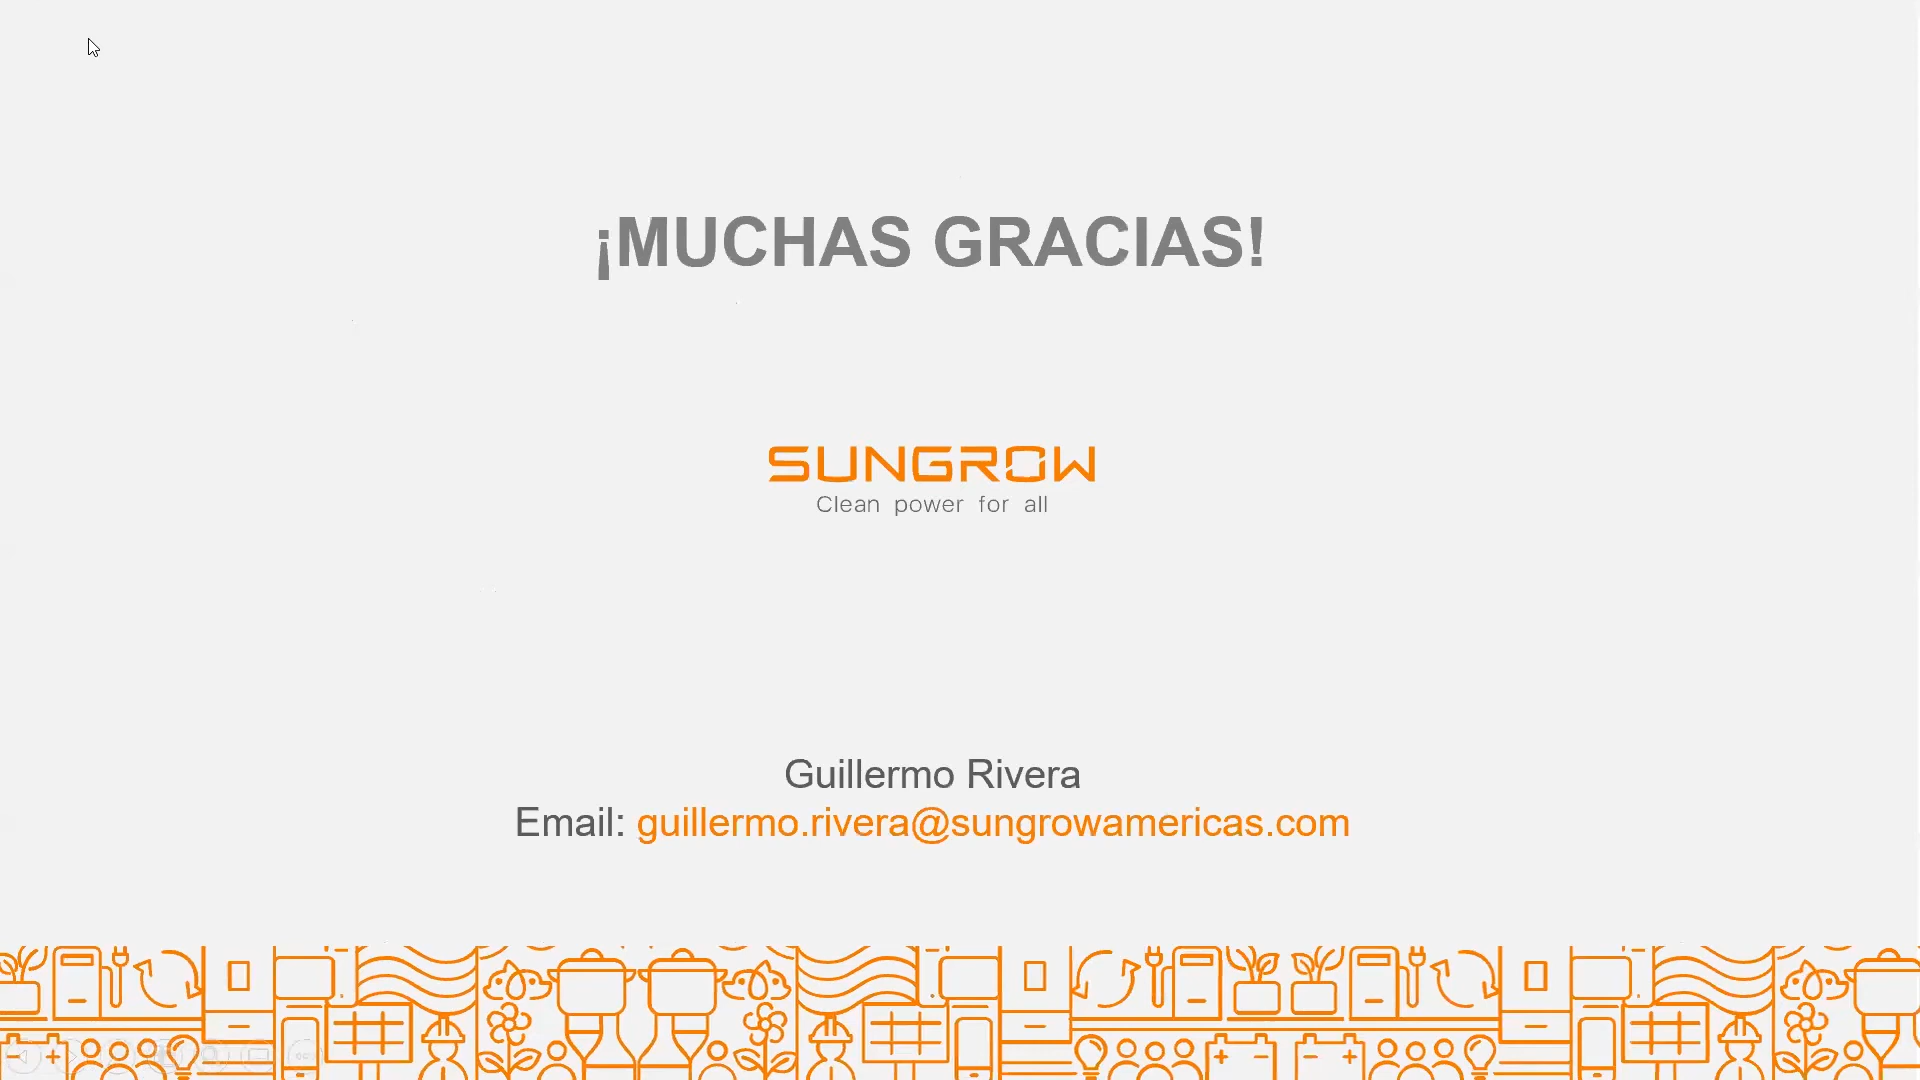 ¡MUCHAS GRACIAS!
SUNGROW
Clean power for all
Guillermo Rivera
Email: guillermo.rivera@sungrowamericas.com